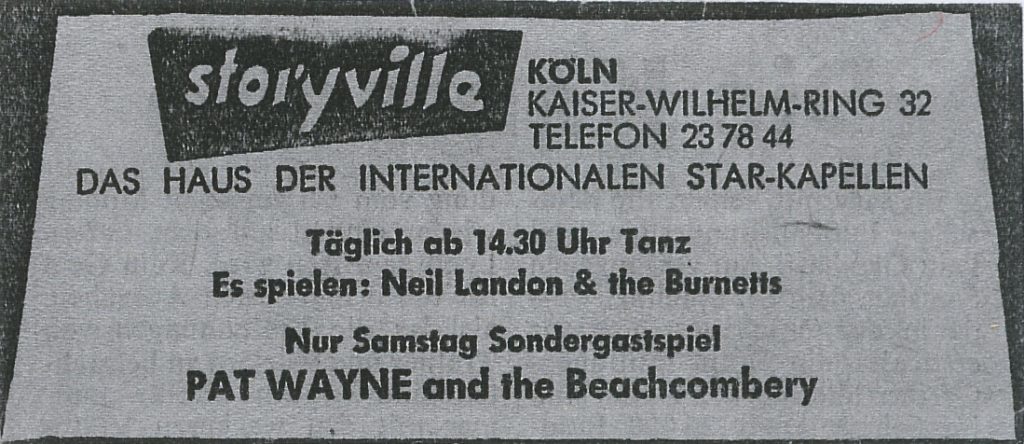 storyville
KÖLN
KAISER-WILHELM-RING 32
TELEFON 23 78 44
DAS HAUS DER INTERNATIONALEN STAR-KAPELLEN
Täglich ab 14.30 Uhr Tanz
Es spielen: Neil Landon & the Burnetts
Nur Samstag Sondergastspiel
PAT WAYNE and the Beachcombery